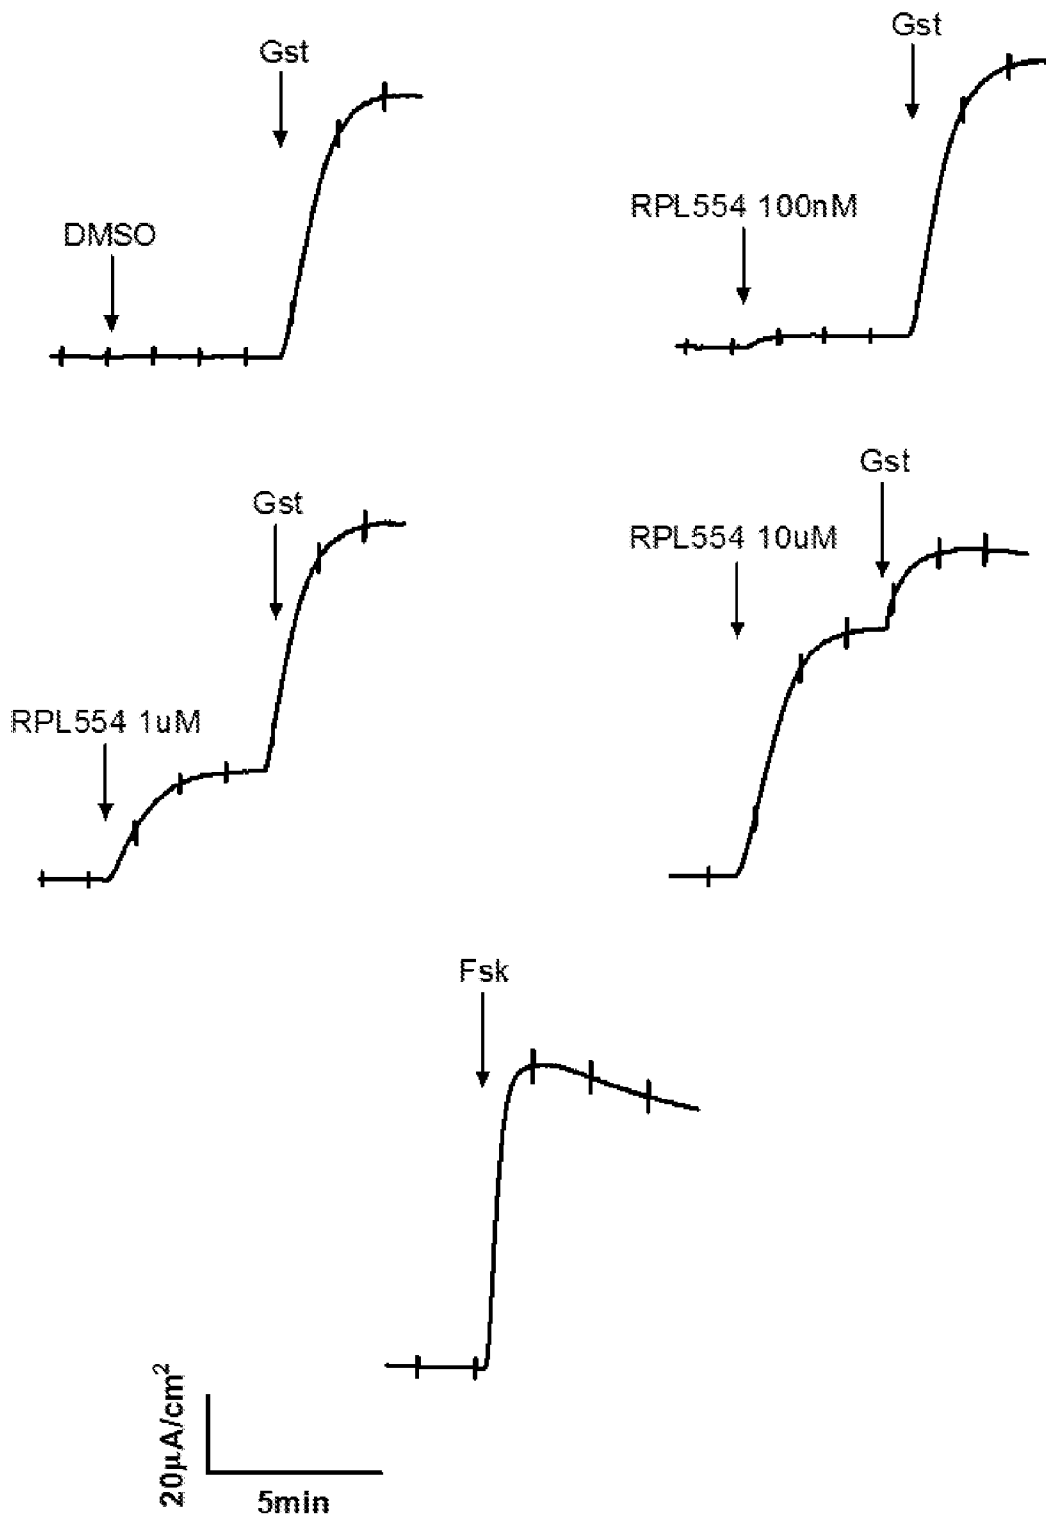 Gst
DMSO
Gst
RPL554 100nM
Gst
RPL554 1uM
Gst
RPL554 10uM
Fsk
20µA/cm²
5min